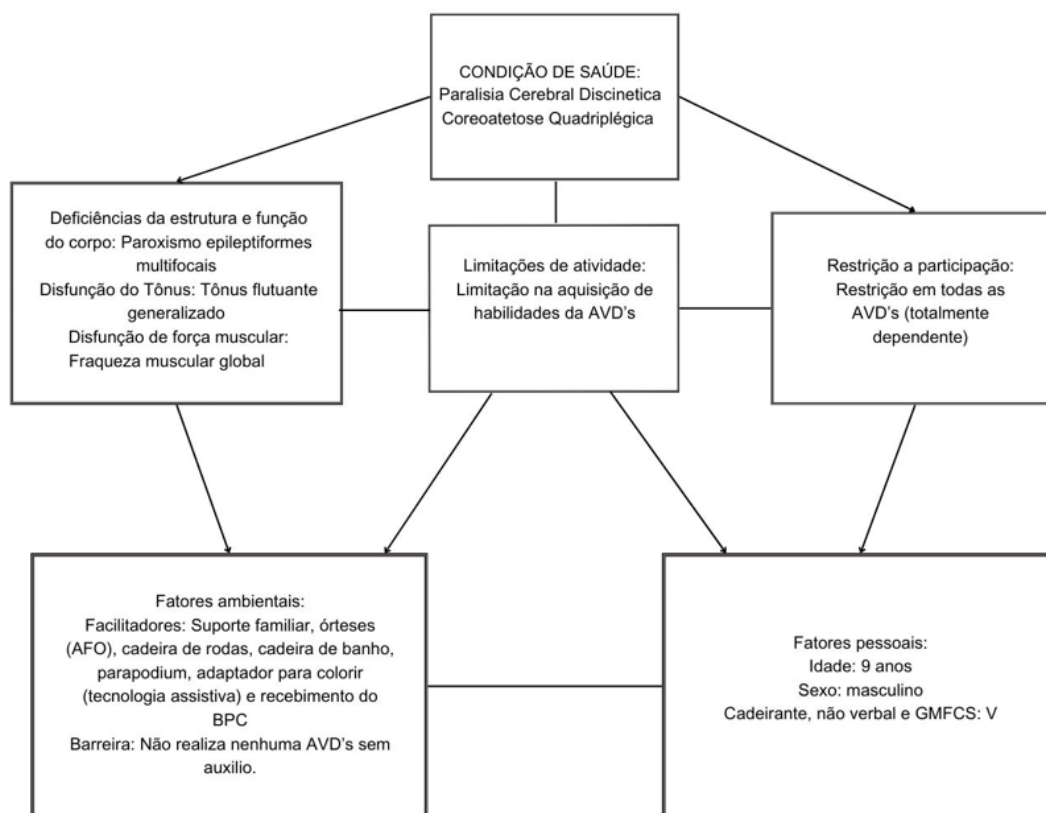 CONDIÇÃO DE SAÚDE:
Paralisia Cerebral Discinetica
Coreoatetose Quadriplégica
Deficiências da estrutura e função
do corpo: Paroxismo epileptiformes
multifocais
Disfunção do Tônus: Tônus flutuante
generalizado
Disfunção de força muscular:
Fraqueza muscular global
Limitações de atividade:
Limitação na aquisição de
habilidades da AVD's
Restrição a participação:
Restrição em todas as
AVD's (totalmente
dependente)
Fatores ambientais:
Facilitadores: Suporte familiar, órteses
(AFO), cadeira de rodas, cadeira de banho,
parapodium, adaptador para colorir
(tecnologia assistiva) e recebimento do
BPC
Barreira: Não realiza nenhuma AVD's sem
auxilio.
Fatores pessoais:
Idade: 9 anos
Sexo: masculino
Cadeirante, não verbal e GMFCS: V